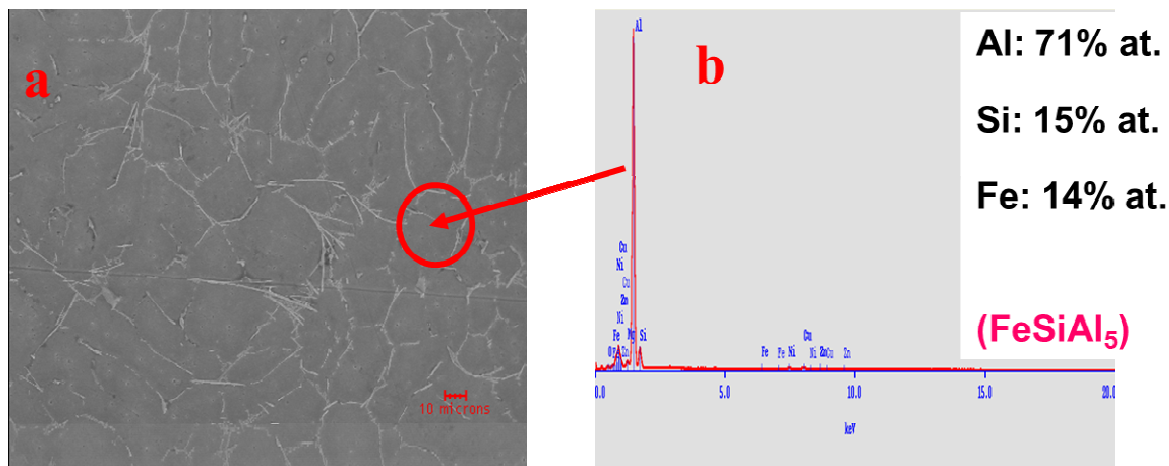 a
10 microns
b
Al
Cu
Ni
Cu
Zn
Ni
Fe
Mg
Si
Zn
O
F
Fe
Fe
Ni
Cu
Ni
Zn
Cu
Zn
0.0
5.0
10.0
15.0
20.0
keV
Al: 71% at.
Si: 15% at.
Fe: 14% at.
(FeSiAl5)